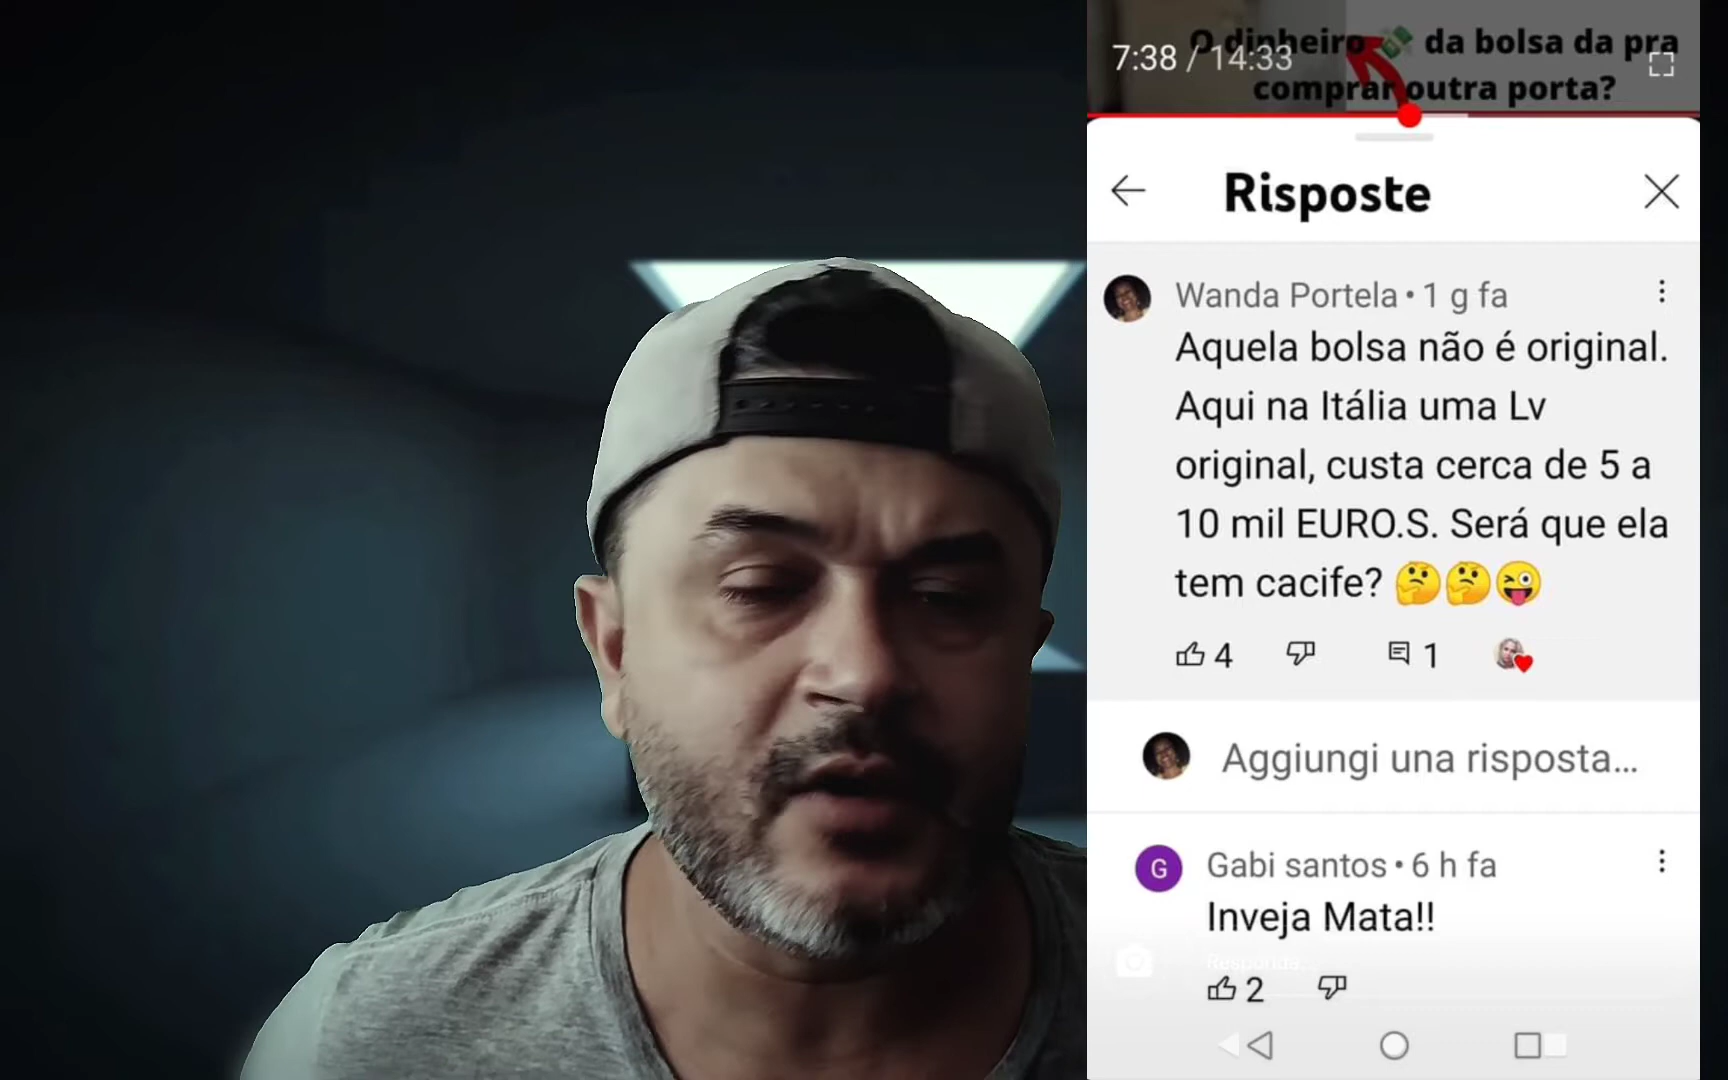 O dinheiro 💸 da bolsa da pra
comprar outra porta?
7:38 / 14:33
Risposte
Wanda Portela • 1 g fa
Aquela bolsa não é original.
Aqui na Itália uma Lv
original, custa cerca de 5 a
10 mil EURO.S. Será que ela
tem cacife? 🤔🤔😜
4
1
Aggiungi una risposta...
G
Gabi santos • 6 h fa
Inveja Mata!!
Responda...
2